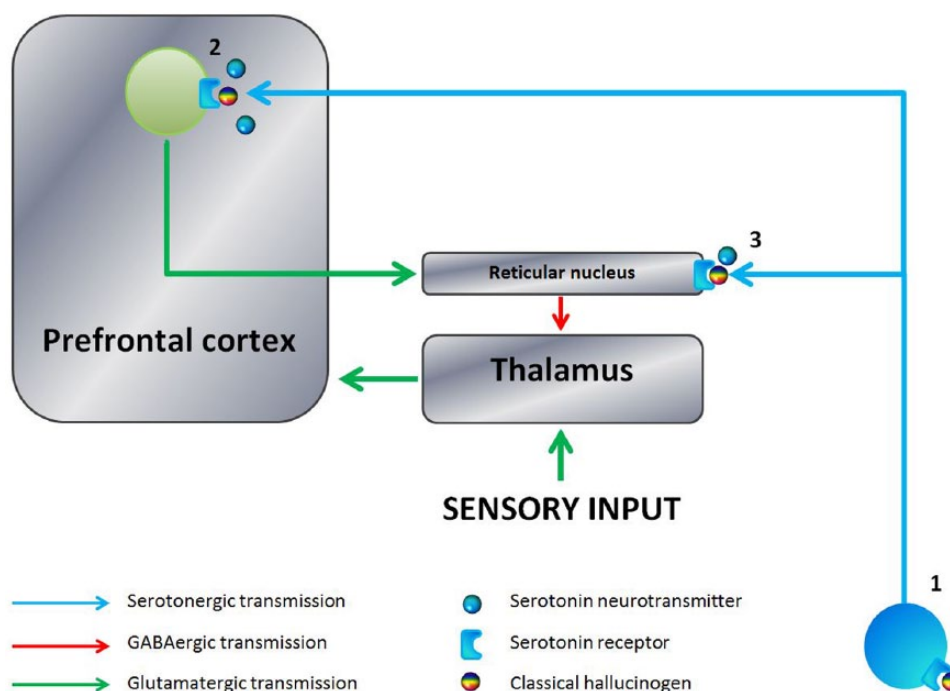 2
3
Reticular nucleus
Prefrontal cortex
Thalamus
SENSORY INPUT
1
Serotonergic transmission
Serotonin neurotransmitter
GABAergic transmission
Serotonin receptor
Glutamatergic transmission
Classical hallucinogen